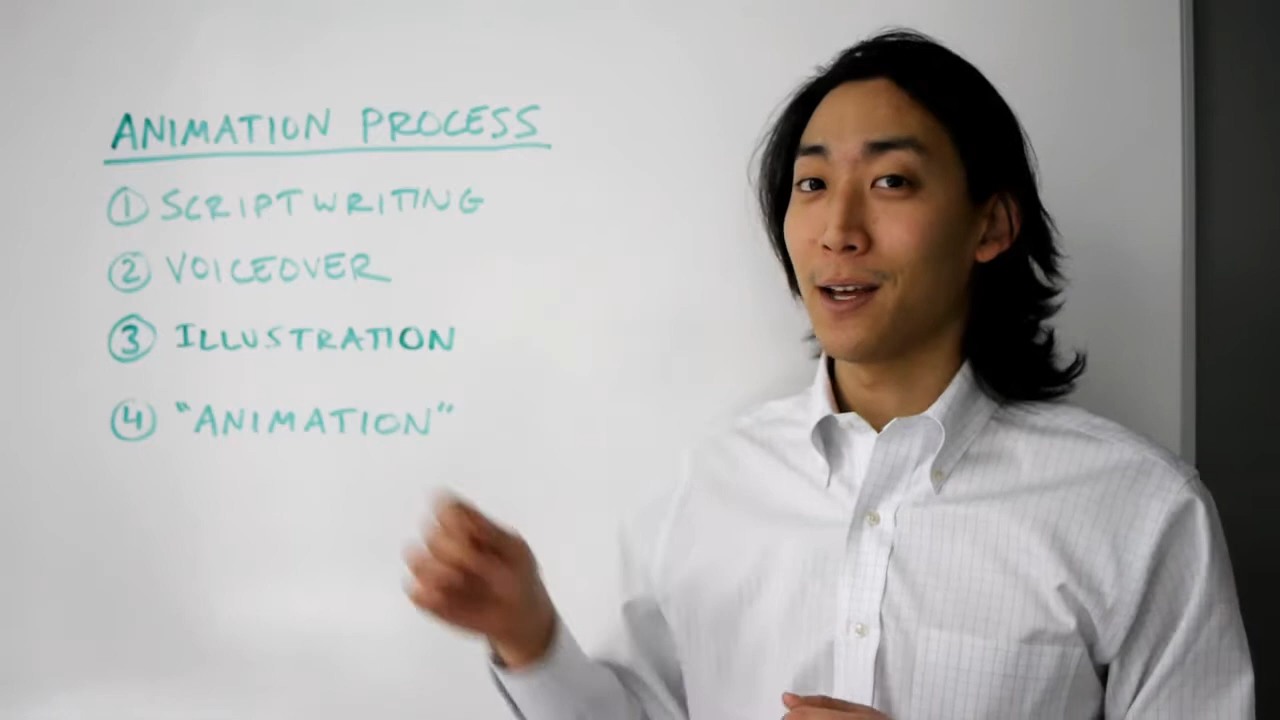 ANIMATION PROCESS
① SCRIPTWRITING
② VOICEOVER
③ ILLUSTRATION
④ "ANIMATION"